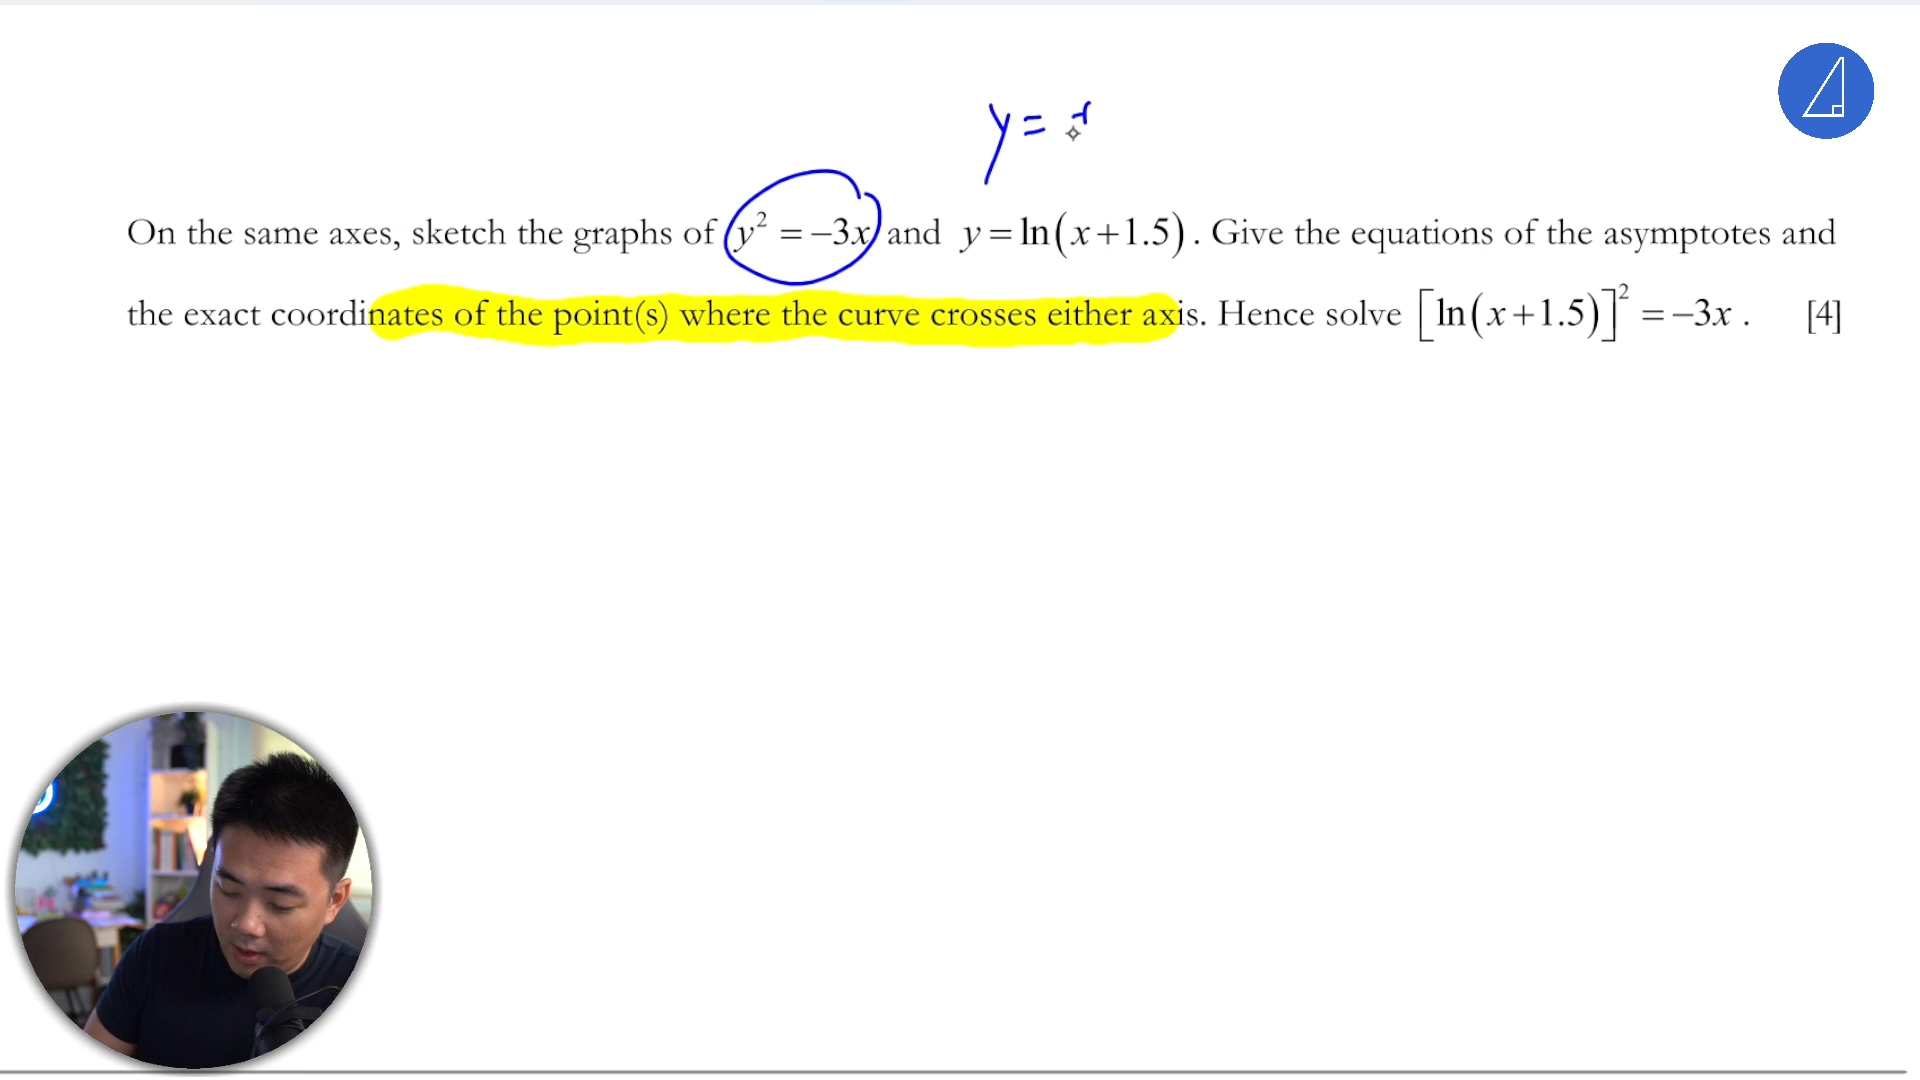 y =
On the same axes, sketch the graphs of y² = −3x and y = ln(x+1.5). Give the equations of the asymptotes and
the exact coordinates of the point(s) where the curve crosses either axis. Hence solve [ln(x+1.5)]² = −3x. [4]